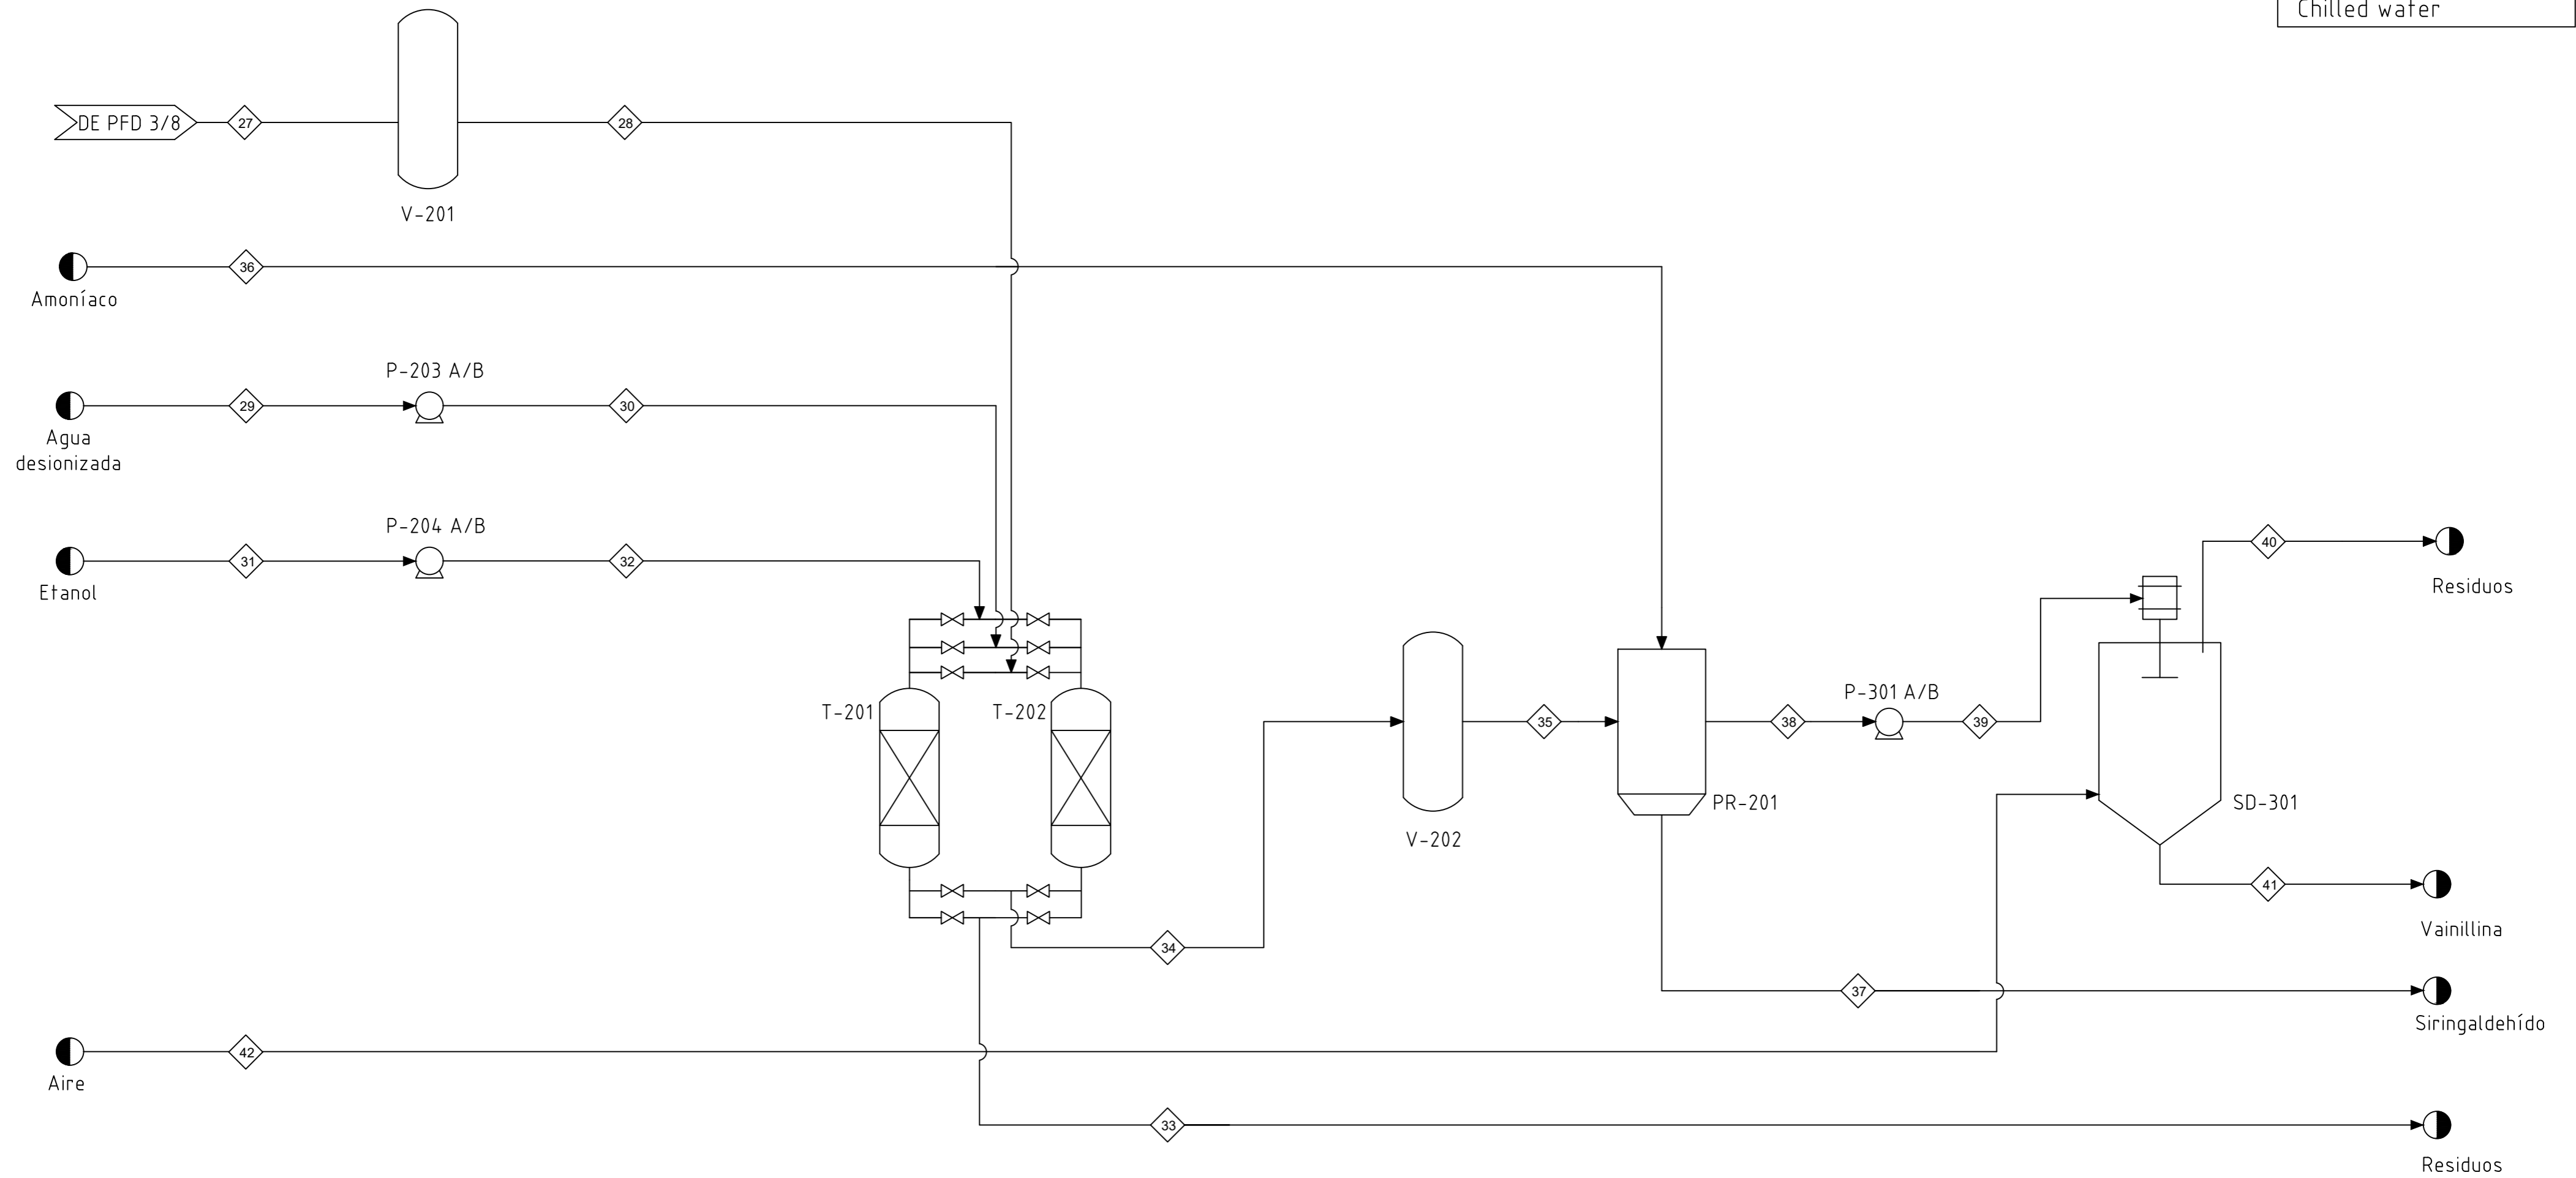 Chilled water
DE PFD 3/8
27
28
V-201
36
Amoníaco
P-203 A/B
29
30
Agua
desionizada
P-204 A/B
31
32
Etanol
40
Residuos
T-201
T-202
P-301 A/B
35
38
39
PR-201
SD-301
V-202
41
Vainillina
34
37
Siringaldehído
42
Aire
33
Residuos